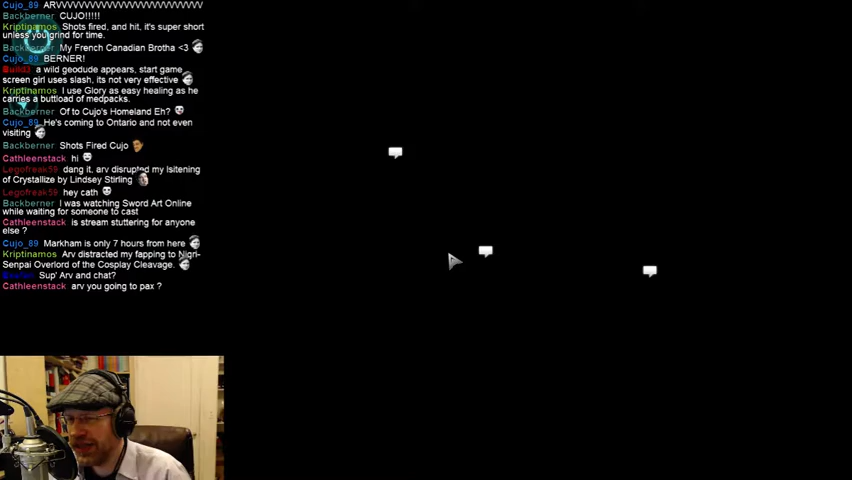 Cujo_89 ARVVVVVVVVVVVVVVVVVVVVVVVVV
Backberner CUJO!!!!!
Kriptinamos Shots fired, and hit, it's super short
unless you grind for time.
Backberner My French Canadian Brotha <3
Cujo_89 BERNER!
a wild geodude appears, start game
screen girl uses slash, its not very effective
Kriptinamos I use Glory as easy healing as he
carries a buttload of medpacks.
Backberner Of to Cujo's Homeland Eh?
Cujo_89 He's coming to Ontario and not even
visiting
Backberner Shots Fired Cujo
Cathleenstack hi
Legofreak59 dang it, arv disrupted my lsitening
of Crystallize by Lindsey Stirling
Legofreak59 hey cath
Backberner I was watching Sword Art Online
while waiting for someone to cast
Cathleenstack is stream stuttering for anyone
else ?
Cujo_89 Markham is only 7 hours from here
Kriptinamos Arv distracted my fapping to Niqri-
Senpai Overlord of the Cosplay Cleavage.
Sup' Arv and chat?
Cathleenstack arv you going to pax ?